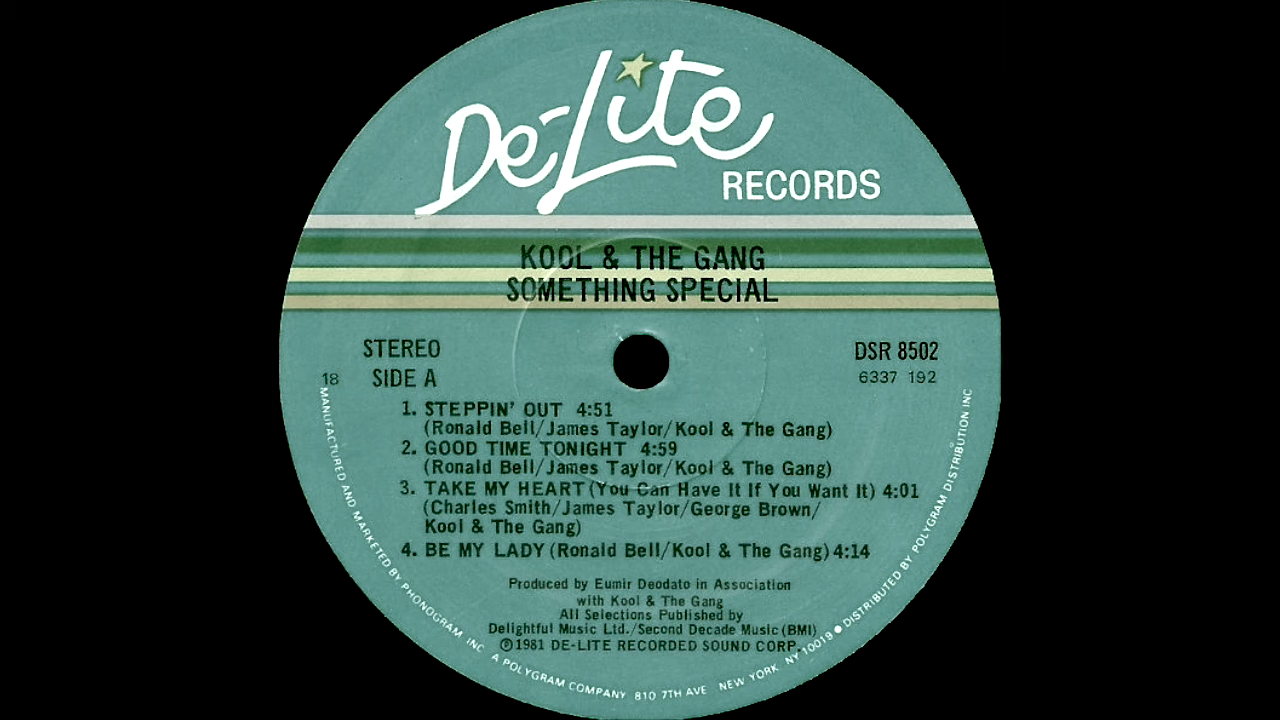 De-Lite
RECORDS
KOOL & THE GANG
SOMETHING SPECIAL
STEREO
DSR 8502
18 SIDE A
6337 192
1. STEPPIN' OUT 4:51
(Ronald Bell/James Taylor/Kool & The Gang)
2. GOOD TIME TONIGHT 4:59
(Ronald Bell/James Taylor/Kool & The Gang)
3. TAKE MY HEART (You Can Have It If You Want It) 4:01
(Charles Smith/James Taylor/George Brown/
Kool & The Gang)
4. BE MY LADY (Ronald Bell/Kool & The Gang) 4:14
Produced by Eumir Deodato in Association
with Kool & The Gang
All Selections Published by
Delightful Music Ltd./Second Decade Music (BMI)
℗1981 DE-LITE RECORDED SOUND CORP.
MANUFACTURED AND MARKETED BY PHONOGRAM INC A POLYGRAM COMPANY 810 7TH AVE NEW YORK NY 10019 ● DISTRIBUTED BY POLYGRAM DISTRIBUTION INC